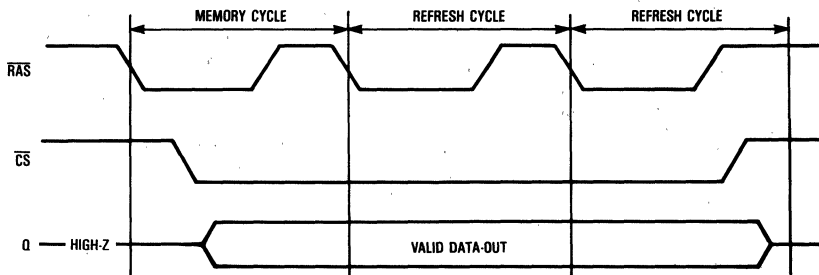 MEMORY CYCLE REFRESH CYCLE REFRESH CYCLE
RAS
CS
Q HIGH-Z VALID DATA-OUT